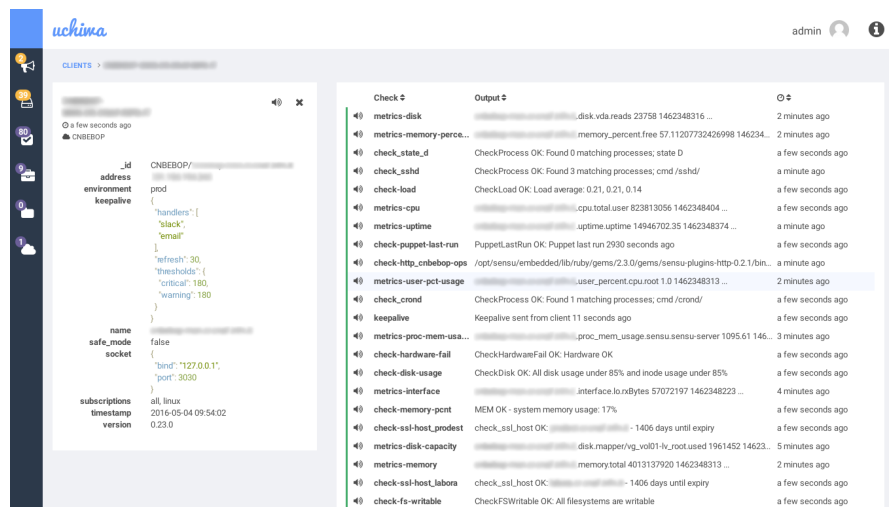 uchiwa
admin
2
CLIENTS >
39
80
9
0
1
a few seconds ago
CNBEBOP
_id CNBEBOP/
address
environment prod
keepalive {
"handlers": [
"slack",
"email"
],
"refresh": 30,
"thresholds": {
"critical": 180,
"warning": 180
}
}
name
safe_mode false
socket {
"bind": "127.0.0.1",
"port": 3030
}
subscriptions all, linux
timestamp 2016-05-04 09:54:02
version 0.23.0
Check Output
metrics-disk .disk.vda.reads 23758 1462348316 ... 2 minutes ago
metrics-memory-perce... .memory_percent.free 57.11207732426998 146234... 2 minutes ago
check_state_d CheckProcess OK: Found 0 matching processes; state D a few seconds ago
check_sshd CheckProcess OK: Found 3 matching processes; cmd /sshd/ a minute ago
check-load CheckLoad OK: Load average: 0.21, 0.21, 0.14 a few seconds ago
metrics-cpu .cpu.total.user 823813056 1462348404 ... a few seconds ago
metrics-uptime .uptime.uptime 14946702.35 1462348374 ... a few seconds ago
check-puppet-last-run PuppetLastRun OK: Puppet last run 2930 seconds ago a few seconds ago
check-http_cnbebop-ops /opt/sensu/embedded/lib/ruby/gems/2.3.0/gems/sensu-plugins-http-0.2.1/bin... a minute ago
metrics-user-pct-usage .user_percent.cpu.root 1.0 1462348313 ... 2 minutes ago
check_crond CheckProcess OK: Found 1 matching processes; cmd /crond/ a few seconds ago
keepalive Keepalive sent from client 11 seconds ago a few seconds ago
metrics-proc-mem-usa... .proc_mem_usage.sensu.sensu-server 1095.61 146... 3 minutes ago
check-hardware-fail CheckHardwareFail OK: Hardware OK a few seconds ago
check-disk-usage CheckDisk OK: All disk usage under 85% and inode usage under 85% a few seconds ago
metrics-interface .interface.lo.rxBytes 57072197 1462348223 ... 4 minutes ago
check-memory-pcnt MEM OK - system memory usage: 17% a few seconds ago
check-ssl-host_prodest check_ssl_host OK: - 1406 days until expiry a few seconds ago
metrics-disk-capacity .disk.mapper/vg_vol01-lv_root.used 1961452 14623... 5 minutes ago
metrics-memory .memory.total 4013137920 1462348313 ... 2 minutes ago
check-ssl-host_labora check_ssl_host OK: - 1406 days until expiry a few seconds ago
check-fs-writable CheckFSWritable OK: All filesystems are writable a few seconds ago